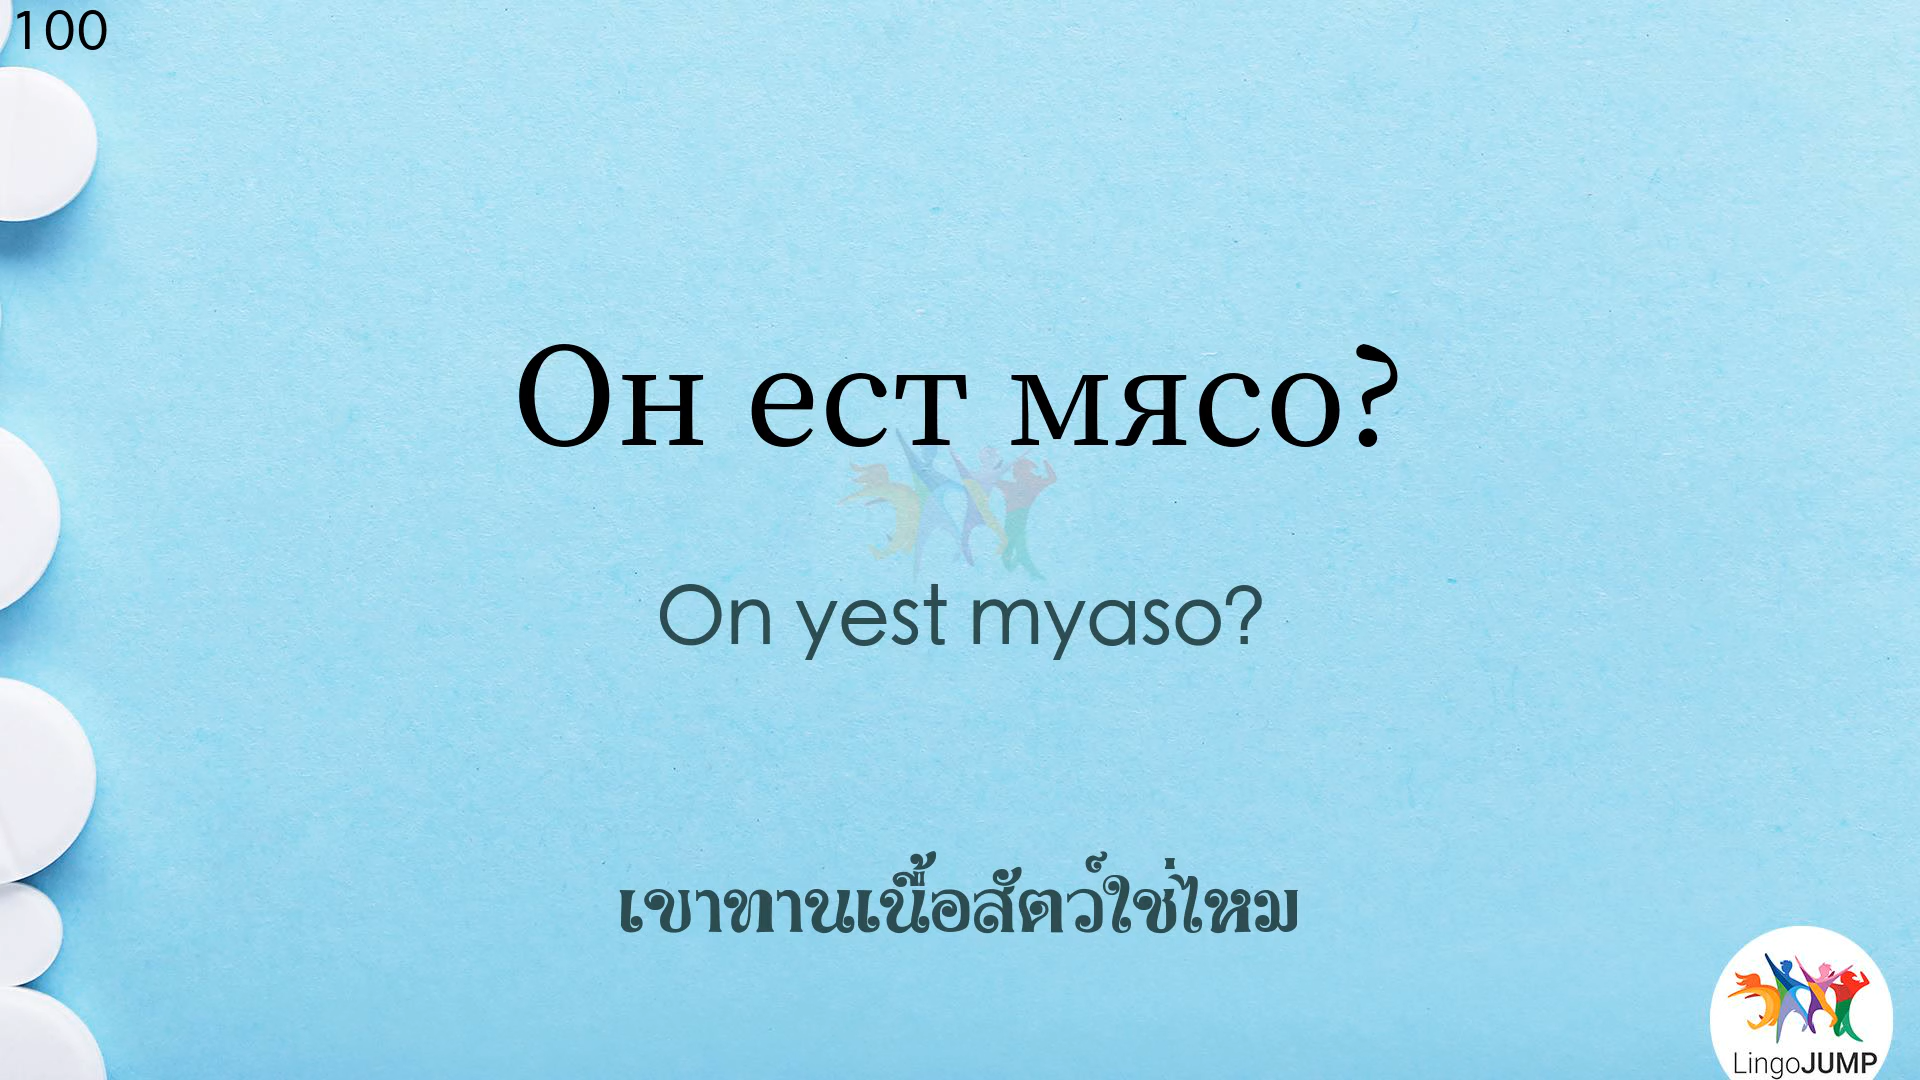 100
Он ест мясо?
On yest myaso?
เขาทานเนื้อสัตว์ใช่ไหม
LingoJUMP